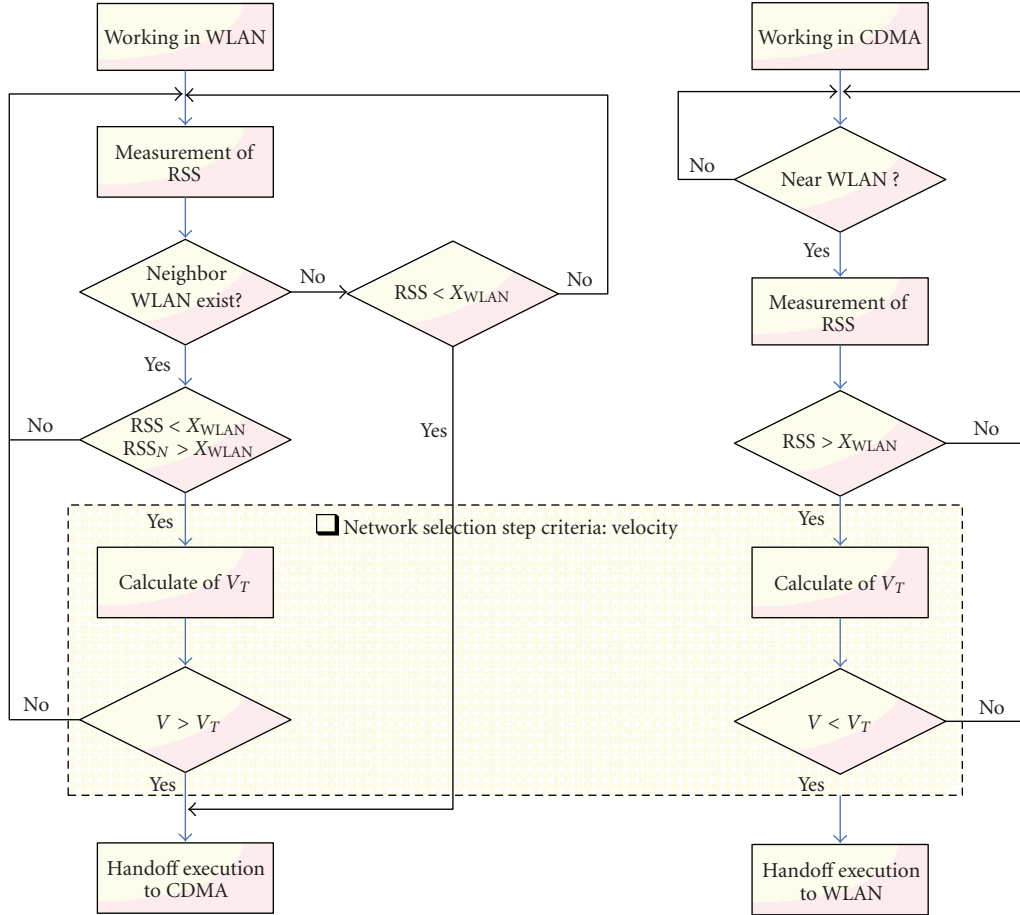 Working in WLAN
Measurement of
RSS
Neighbor
WLAN exist?
No
RSS < X_WLAN
No
Yes
RSS < X_WLAN
RSS_N > X_WLAN
No
Yes
Yes
Network selection step criteria: velocity
Calculate of V_T
V > V_T
No
Yes
Handoff execution
to CDMA
Working in CDMA
Near WLAN ?
No
Yes
Measurement of
RSS
RSS > X_WLAN
No
Yes
Calculate of V_T
V < V_T
No
Yes
Handoff execution
to WLAN